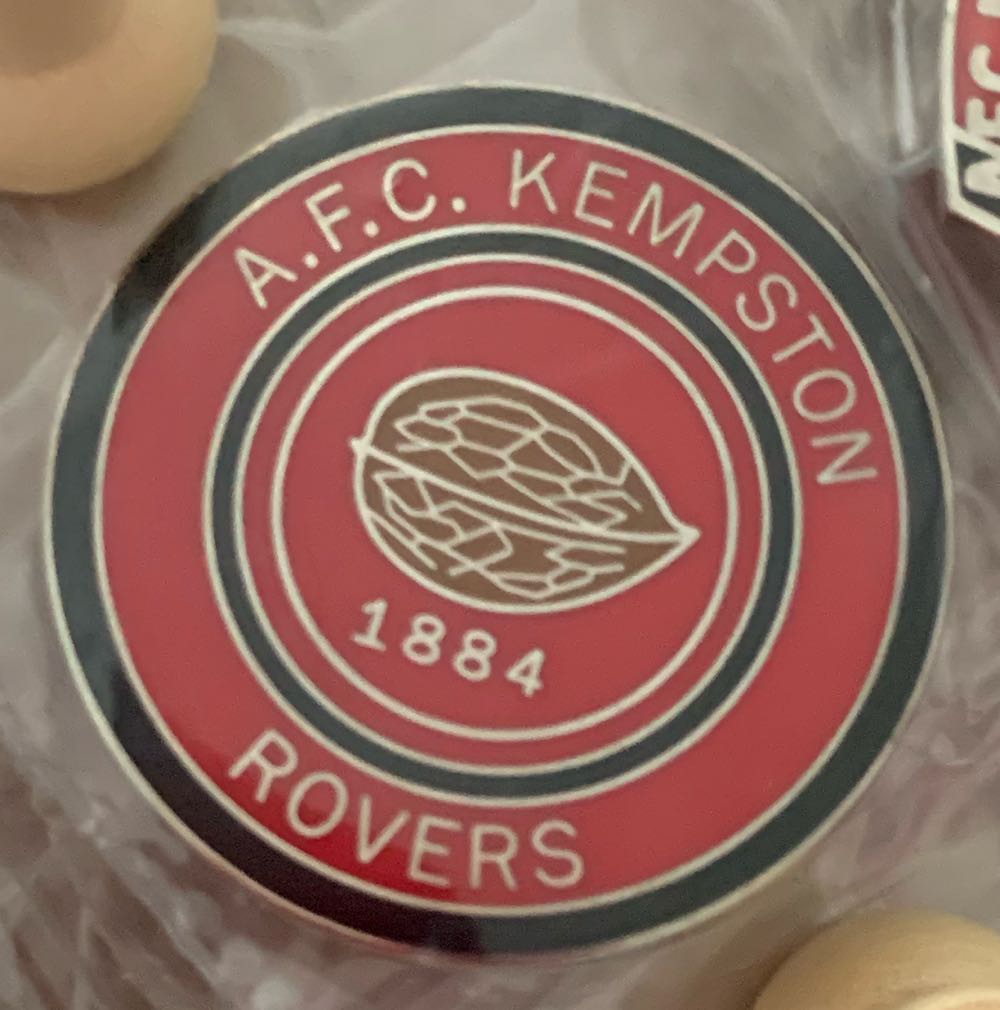 A.F.C. KEMPSTON
1884
ROVERS